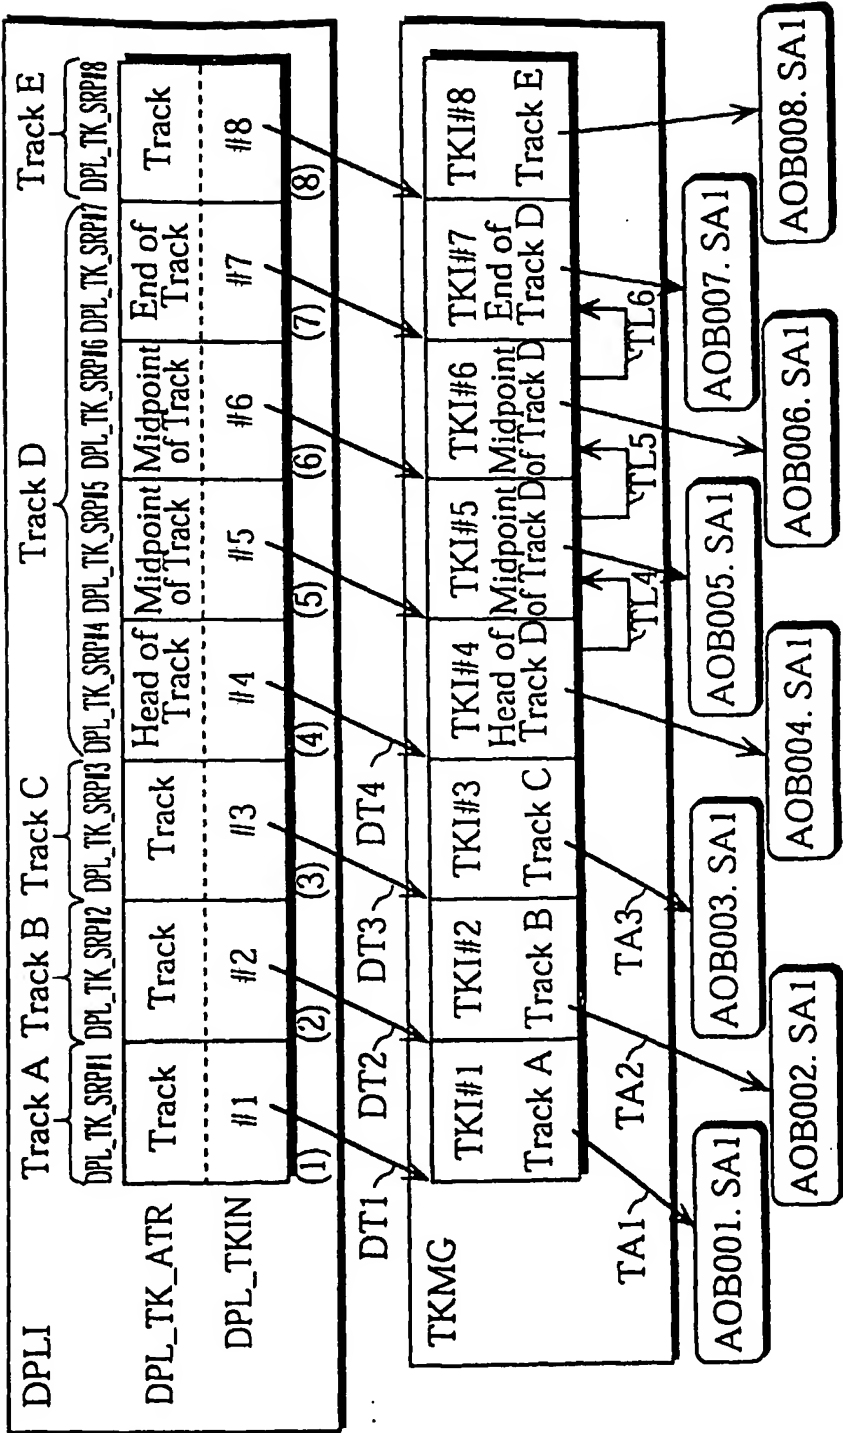 DPLI
Track A Track B Track C Track D Track E
DPL_TK_SRP#1 DPL_TK_SRP#2 DPL_TK_SRP#3 DPL_TK_SRP#4 DPL_TK_SRP#5 DPL_TK_SRP#6 DPL_TK_SRP#7 DPL_TK_SRP#8
DPL_TK_ATR Track Track Track Head of Midpoint Midpoint End of Track
Track of Track of Track Track
DPL_TKIN #1 #2 #3 #4 #5 #6 #7 #8
(1) (2) (3) (4) (5) (6) (7) (8)
DT1 DT2 DT3 DT4
TKMG
TKI#1 TKI#2 TKI#3 TKI#4 TKI#5 TKI#6 TKI#7 TKI#8
Head of Midpoint Midpoint End of
Track A Track B Track C Track D of Track D of Track D Track D Track E
TA1 TA2 TA3 TL4 TL5 TL6
AOB001. SA1 AOB003. SA1 AOB005. SA1 AOB007. SA1
AOB002. SA1 AOB004. SA1 AOB006. SA1 AOB008. SA1